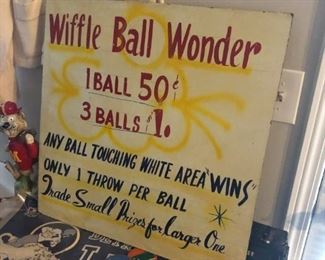 Wiffle Ball Wonder
1 BALL 50¢
3 BALLS $1.
ANY BALL TOUCHING WHITE AREA "WINS"
ONLY 1 THROW PER BALL
Trade Small Prizes for Larger One